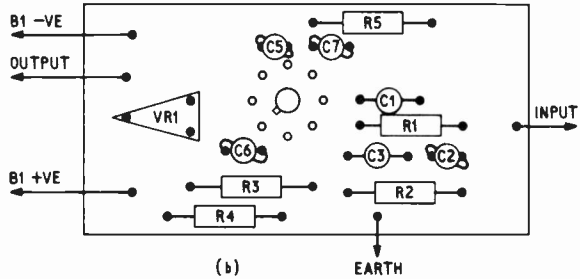 B1 -VE
R5
C5
C7
OUTPUT
C1
VR1
R1
INPUT
C6
C3
C2
B1 +VE
R3
R2
R4
(b)
EARTH